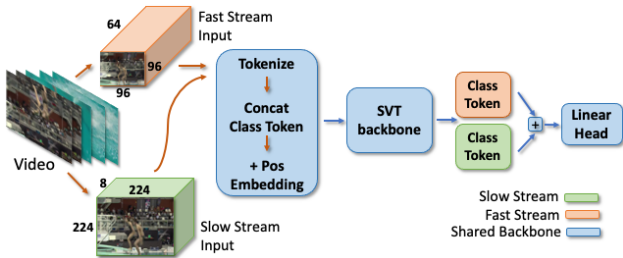 64
Fast Stream
Input
96
96
Video
8
224
224
Slow Stream
Input
Tokenize
Concat
Class Token
+ Pos
Embedding
SVT
backbone
Class
Token
Class
Token
+
Linear
Head
Slow Stream
Fast Stream
Shared Backbone